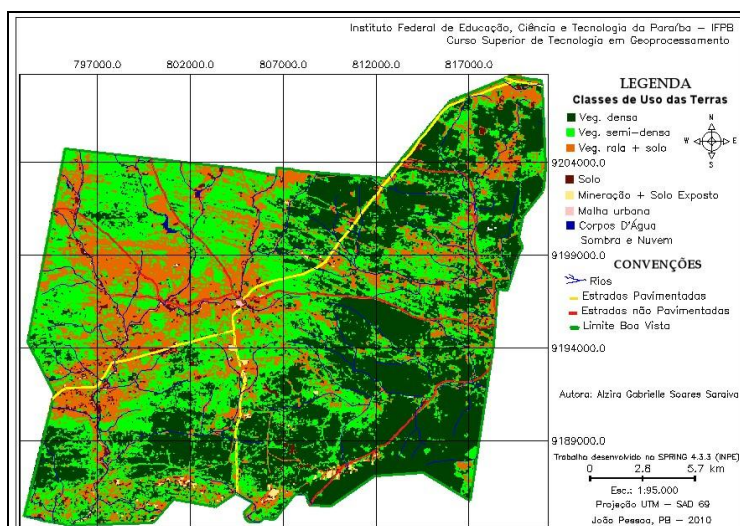 Instituto Federal de Educação, Ciência e Tecnologia da Paraíba – IFPB
Curso Superior de Tecnologia em Geoprocessamento
797000.0 802000.0 807000.0 812000.0 817000.0
LEGENDA
Classes de Uso das Terras
Veg. densa
Veg. semi-densa
Veg. rala + solo
Solo
Mineração + Solo Exposto
Malha urbana
Corpos D'Água
Sombra e Nuvem
N
W E
S
9204000.0
9199000.0
9194000.0
9189000.0
CONVENÇÕES
Rios
Estradas Pavimentadas
Estradas não Pavimentadas
Limite Boa Vista
Autora: Alzira Gabrielle Soares Saraiva
Trabalho desenvolvido no SPRING 4.3.3 (INPE)
0 2.8 5.7 km
Esc.: 1:95.000
Projeção UTM – SAD 69
João Pessoa, PB – 2010